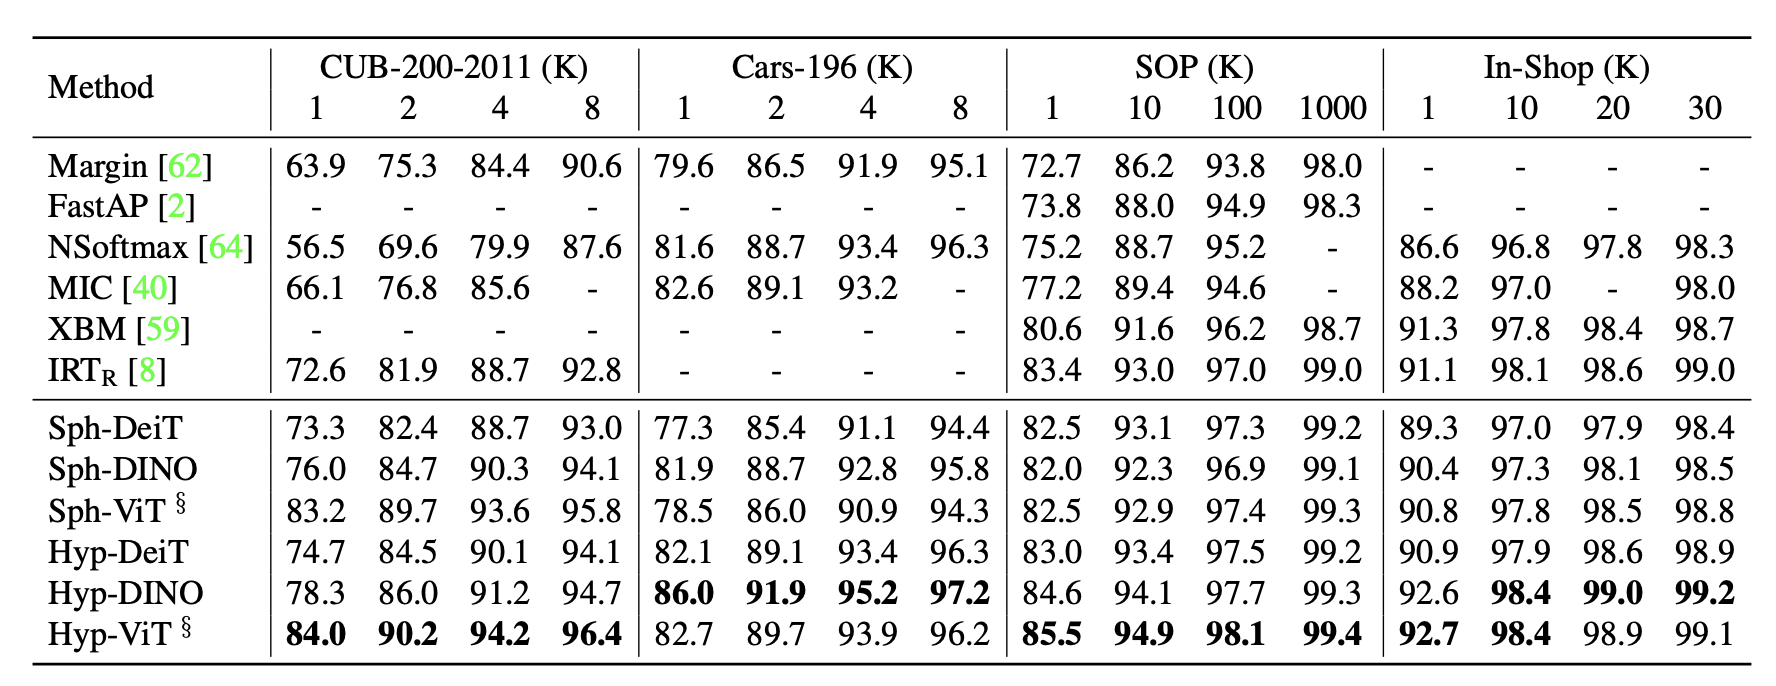 Method CUB-200-2011 (K) Cars-196 (K) SOP (K) In-Shop (K)
1 2 4 8 1 2 4 8 1 10 100 1000 1 10 20 30
Margin [62] 63.9 75.3 84.4 90.6 79.6 86.5 91.9 95.1 72.7 86.2 93.8 98.0 - - - -
FastAP [2] - - - - - - - - 73.8 88.0 94.9 98.3 - - - -
NSoftmax [64] 56.5 69.6 79.9 87.6 81.6 88.7 93.4 96.3 75.2 88.7 95.2 - 86.6 96.8 97.8 98.3
MIC [40] 66.1 76.8 85.6 - 82.6 89.1 93.2 - 77.2 89.4 94.6 - 88.2 97.0 - 98.0
XBM [59] - - - - - - - - 80.6 91.6 96.2 98.7 91.3 97.8 98.4 98.7
IRTR [8] 72.6 81.9 88.7 92.8 - - - - 83.4 93.0 97.0 99.0 91.1 98.1 98.6 99.0
Sph-DeiT 73.3 82.4 88.7 93.0 77.3 85.4 91.1 94.4 82.5 93.1 97.3 99.2 89.3 97.0 97.9 98.4
Sph-DINO 76.0 84.7 90.3 94.1 81.9 88.7 92.8 95.8 82.0 92.3 96.9 99.1 90.4 97.3 98.1 98.5
Sph-ViT § 83.2 89.7 93.6 95.8 78.5 86.0 90.9 94.3 82.5 92.9 97.4 99.3 90.8 97.8 98.5 98.8
Hyp-DeiT 74.7 84.5 90.1 94.1 82.1 89.1 93.4 96.3 83.0 93.4 97.5 99.2 90.9 97.9 98.6 98.9
Hyp-DINO 78.3 86.0 91.2 94.7 86.0 91.9 95.2 97.2 84.6 94.1 97.7 99.3 92.6 98.4 99.0 99.2
Hyp-ViT § 84.0 90.2 94.2 96.4 82.7 89.7 93.9 96.2 85.5 94.9 98.1 99.4 92.7 98.4 98.9 99.1